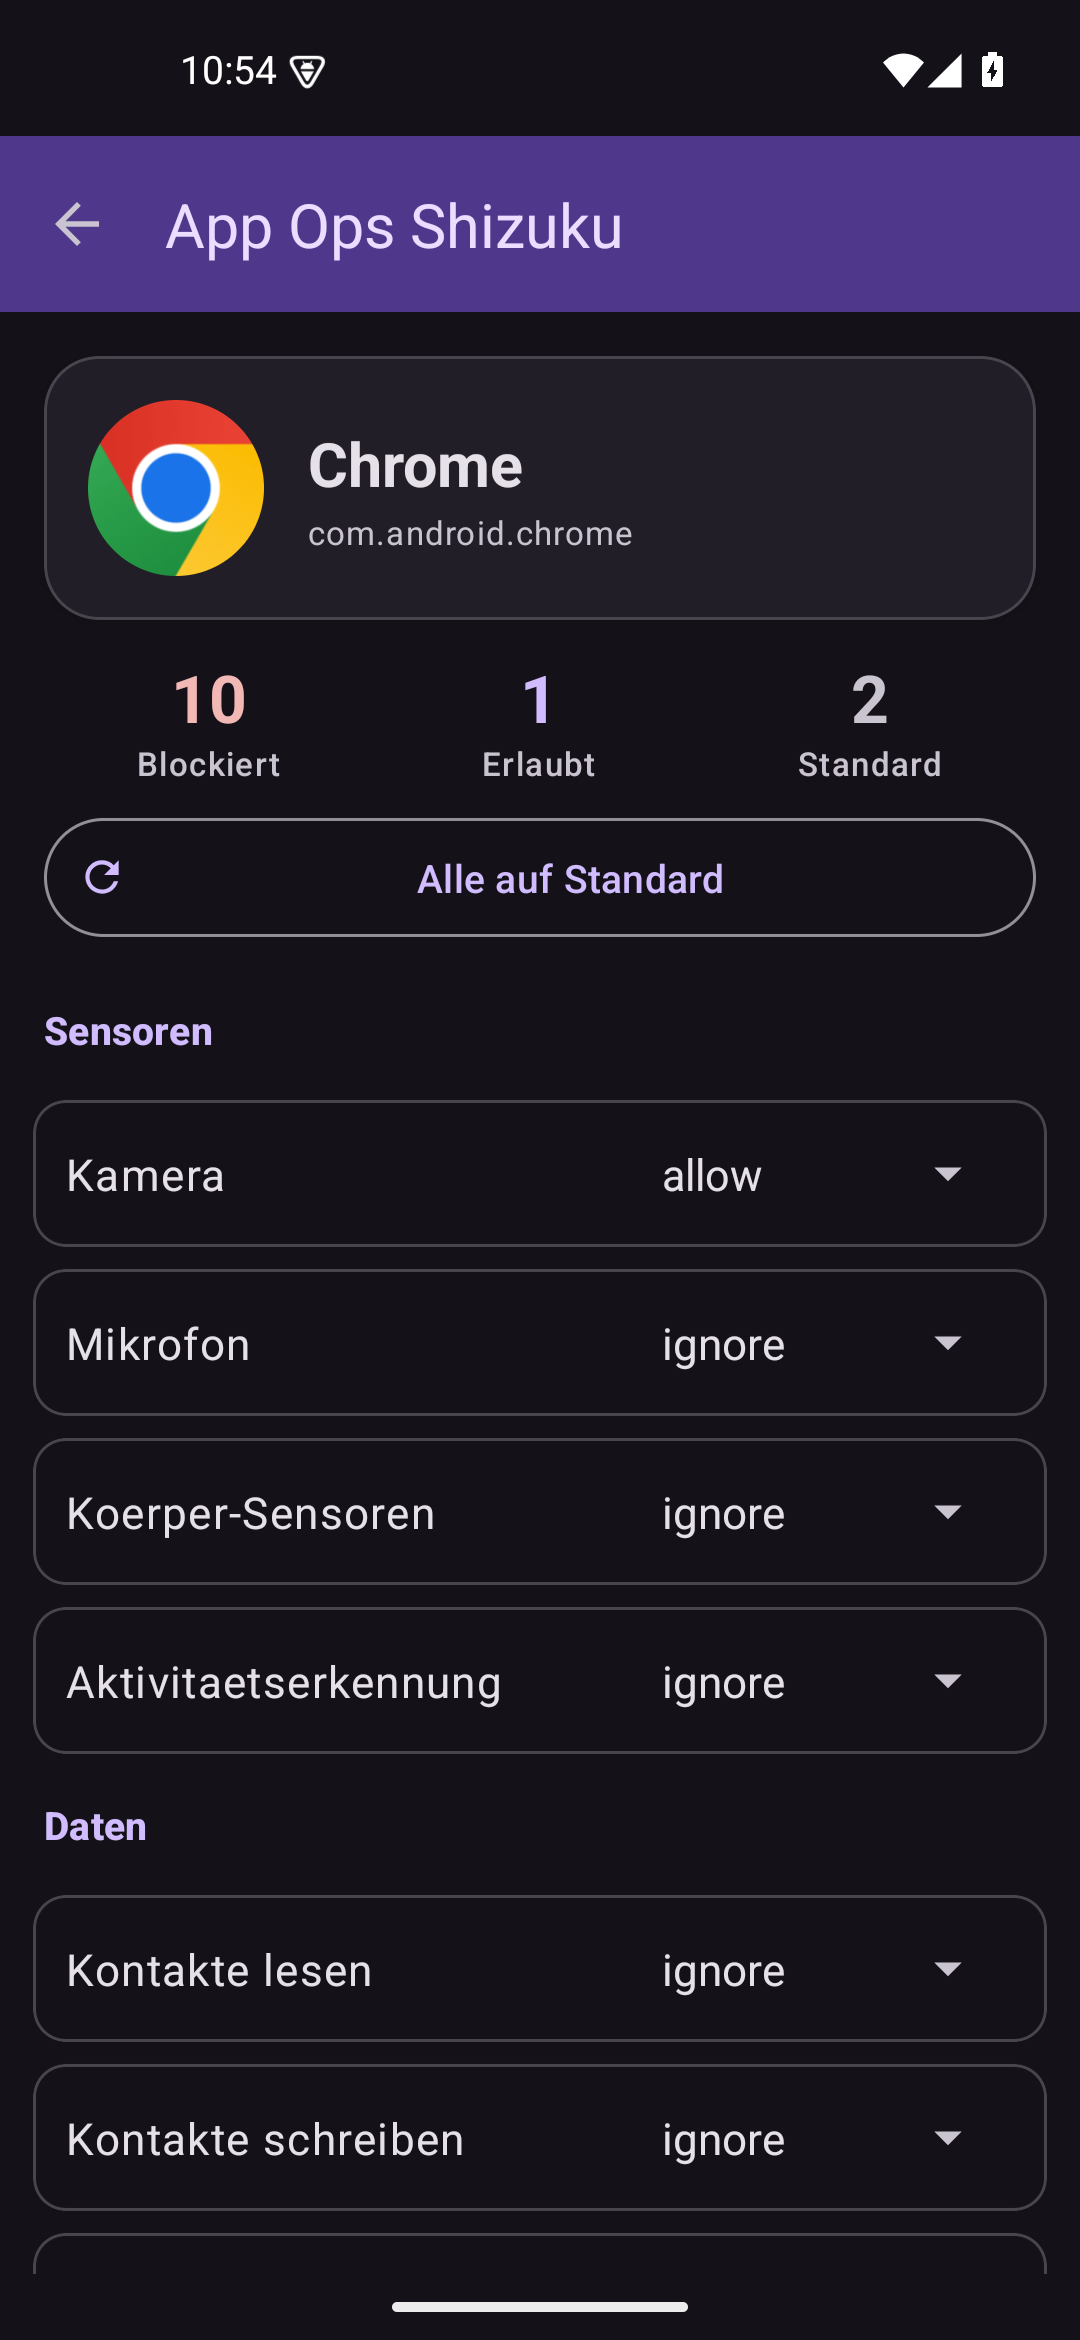 10:54
App Ops Shizuku
Chrome
com.android.chrome
10 1 2
Blockiert Erlaubt Standard
Alle auf Standard
Sensoren
Kamera allow
Mikrofon ignore
Koerper-Sensoren ignore
Aktivitaetserkennung ignore
Daten
Kontakte lesen ignore
Kontakte schreiben ignore